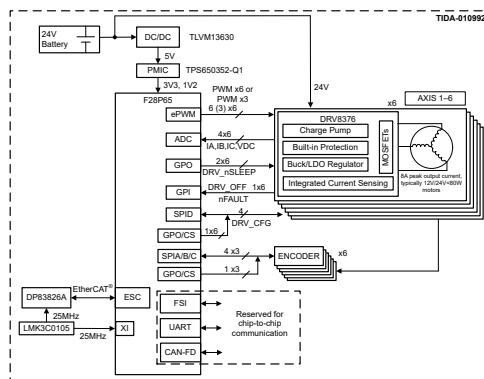 TIDA-010992
24V
Battery
DC/DC
TLVM13630
5V
PMIC
TPS650352-Q1
3V3, 1V2
24V
F28P65
PWM x6 or
PWM x3
6 (3) x6
ePWM
ADC
4x6
IA,IB,IC,VDC
GPO
2x6
DRV_nSLEEP
GPI
DRV_OFF 1x6
nFAULT
SPID
4
DRV_CFG
GPO/CS
1x6
SPIA/B/C
4 x3
GPO/CS
1 x3
x6
AXIS 1–6
DRV8376
Charge Pump
Built-in Protection
Buck/LDO Regulator
Integrated Current Sensing
MOSFETs
8A peak output current,
typically 12V/24V<80W
motors
ENCODER
x6
EtherCAT®
DP83826A
ESC
25MHz
LMK3C0105
25MHz
XI
FSI
UART
CAN-FD
Reserved for
chip-to-chip
communication